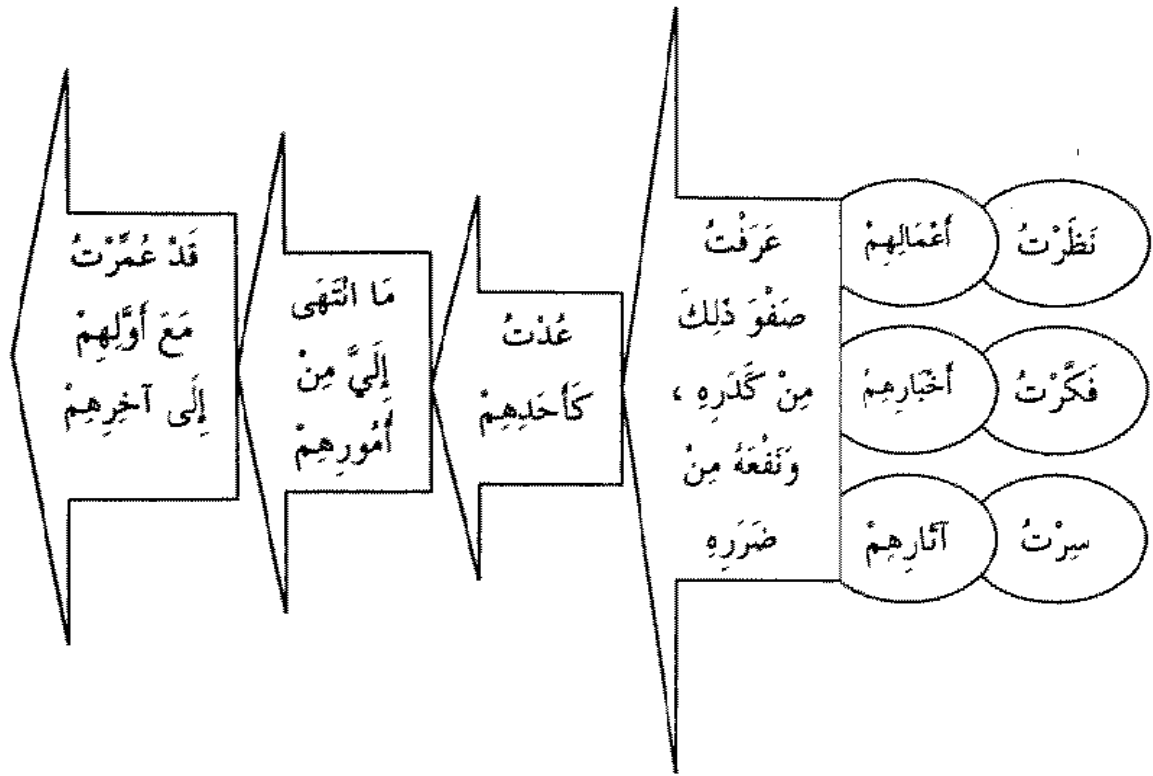 نَظَرْتُ
أَعْمَالِهِمْ
فَكَّرْتُ
أَخْبَارِهِمْ
سِرْتُ
آثَارِهِمْ
عَرَفْتُ
صَفْوَ ذَلِكَ
مِنْ كَدَرِهِ ،
وَنَفْعَهُ مِنْ
ضَرَرِهِ
عُدْتُ
كَأَحَدِهِمْ
مَا انْتَهَى
إِلَيَّ مِنْ
أُمُورِهِمْ
قَدْ عُمِّرْتُ
مَعَ أَوَّلِهِمْ
إِلَى آخِرِهِمْ